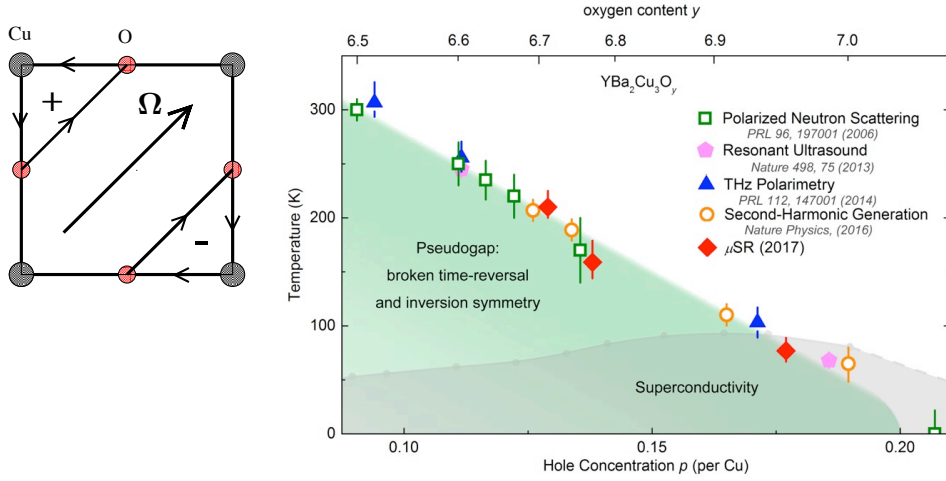 Cu
O
+
Ω
-
oxygen content y
6.5
6.6
6.7
6.8
6.9
7.0
YBa₂Cu₃Oᵧ
Polarized Neutron Scattering
PRL 96, 197001 (2006)
Resonant Ultrasound
Nature 498, 75 (2013)
THz Polarimetry
PRL 112, 147001 (2014)
Second-Harmonic Generation
Nature Physics, (2016)
μSR (2017)
Temperature (K)
300
200
100
0
Pseudogap:
broken time-reversal
and inversion symmetry
Superconductivity
0.10
0.15
0.20
Hole Concentration p (per Cu)